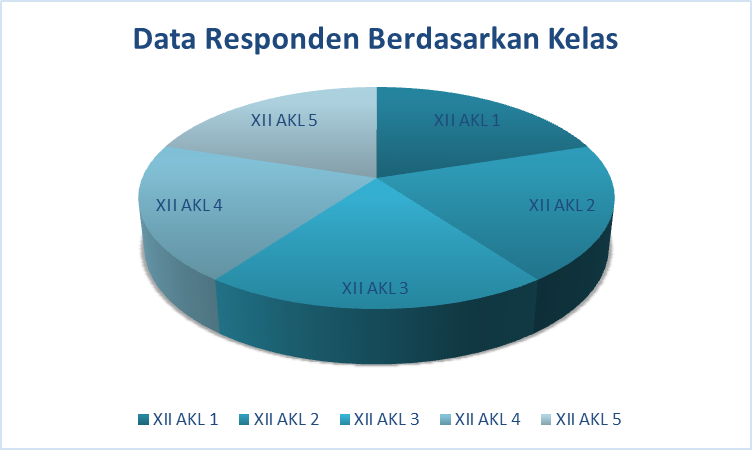 Data Responden Berdasarkan Kelas
XII AKL 5
XII AKL 1
XII AKL 4
XII AKL 2
XII AKL 3
XII AKL 1 XII AKL 2 XII AKL 3 XII AKL 4 XII AKL 5